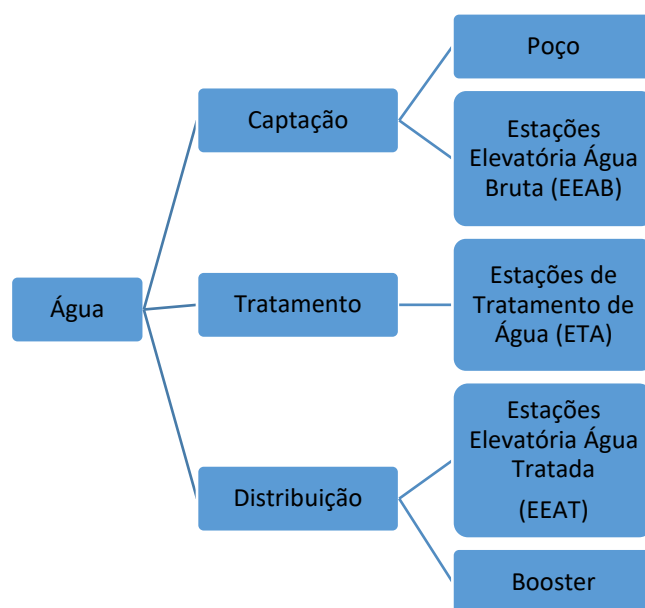 Água
Captação
Poço
Estações
Elevatória Água
Bruta (EEAB)
Tratamento
Estações de
Tratamento de
Água (ETA)
Distribuição
Estações
Elevatória Água
Tratada
(EEAT)
Booster